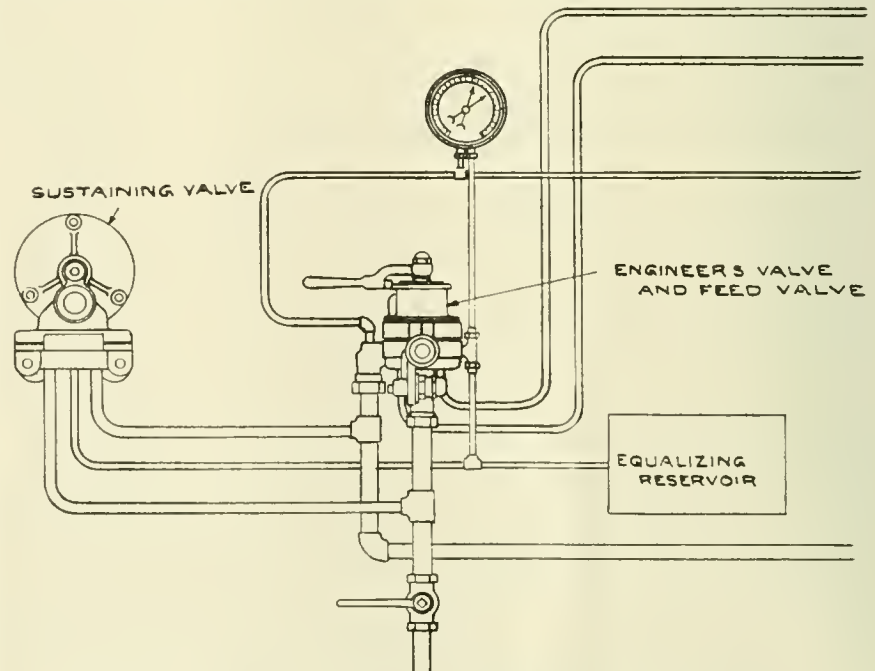 SUSTAINING VALVE
ENGINEERS VALVE
AND FEED VALVE
EQUALIZING
RESERVOIR